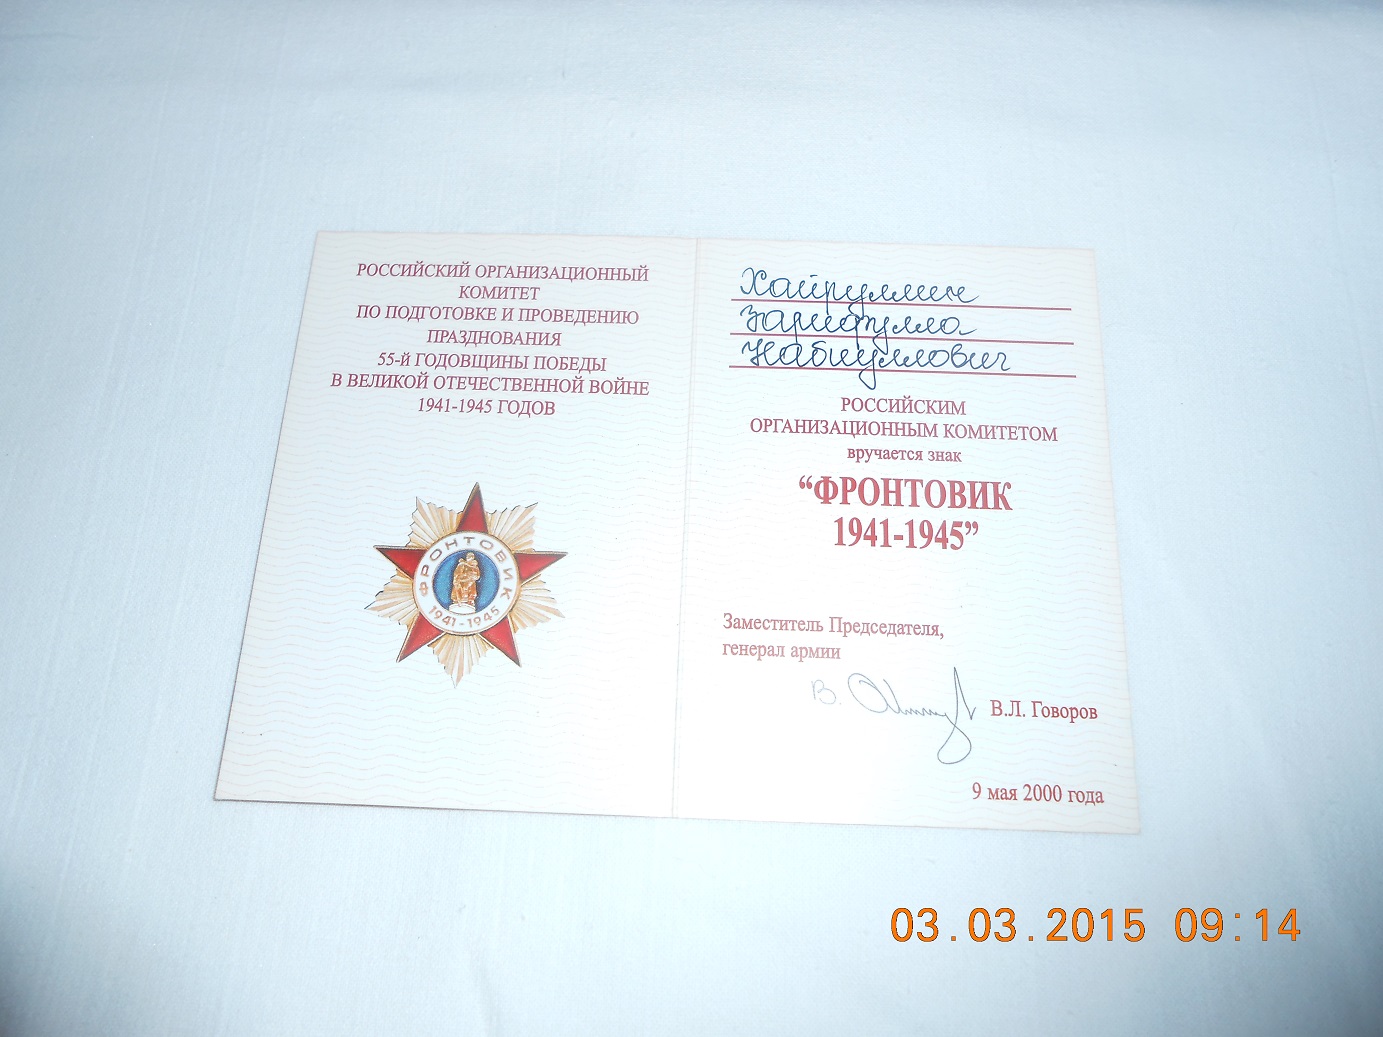 РОССИЙСКИЙ ОРГАНИЗАЦИОННЫЙ
КОМИТЕТ
ПО ПОДГОТОВКЕ И ПРОВЕДЕНИЮ
ПРАЗДНОВАНИЯ
55-й ГОДОВЩИНЫ ПОБЕДЫ
В ВЕЛИКОЙ ОТЕЧЕСТВЕННОЙ ВОЙНЕ
1941-1945 ГОДОВ
ФРОНТОВИК
1941-1945
Хайруллин
Зарифулла
Набиуллович
РОССИЙСКИМ
ОРГАНИЗАЦИОННЫМ КОМИТЕТОМ
вручается знак
“ФРОНТОВИК
1941-1945”
Заместитель Председателя,
генерал армии
В.Л. Говоров
9 мая 2000 года
03.03.2015 09:14